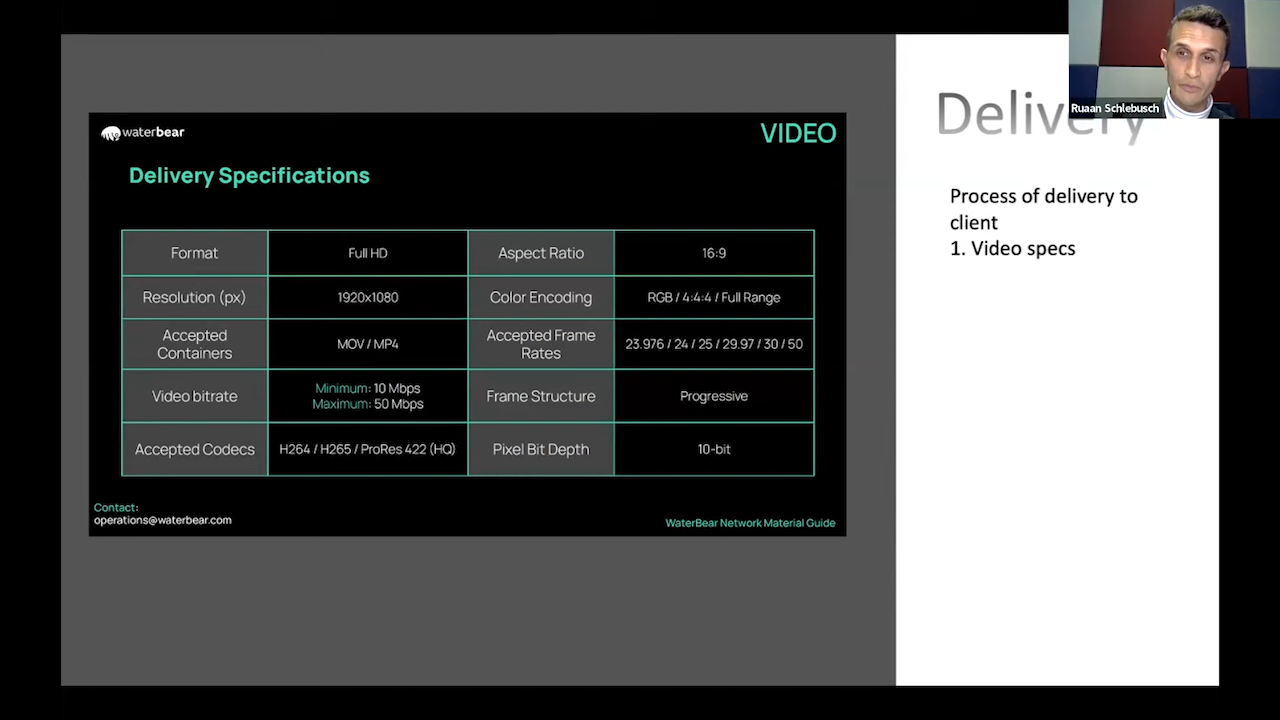 waterbear
VIDEO
Delivery Specifications
Format
Full HD
Aspect Ratio
16:9
Resolution (px)
1920x1080
Color Encoding
RGB / 4:4:4 / Full Range
Accepted
Containers
MOV / MP4
Accepted Frame
Rates
23.976 / 24 / 25 / 29.97 / 30 / 50
Video bitrate
Minimum: 10 Mbps
Maximum: 50 Mbps
Frame Structure
Progressive
Accepted Codecs
H264 / H265 / ProRes 422 (HQ)
Pixel Bit Depth
10-bit
Contact:
operations@waterbear.com
WaterBear Network Material Guide
Delivery
Process of delivery to
client
1. Video specs
Ruaan Schlebusch